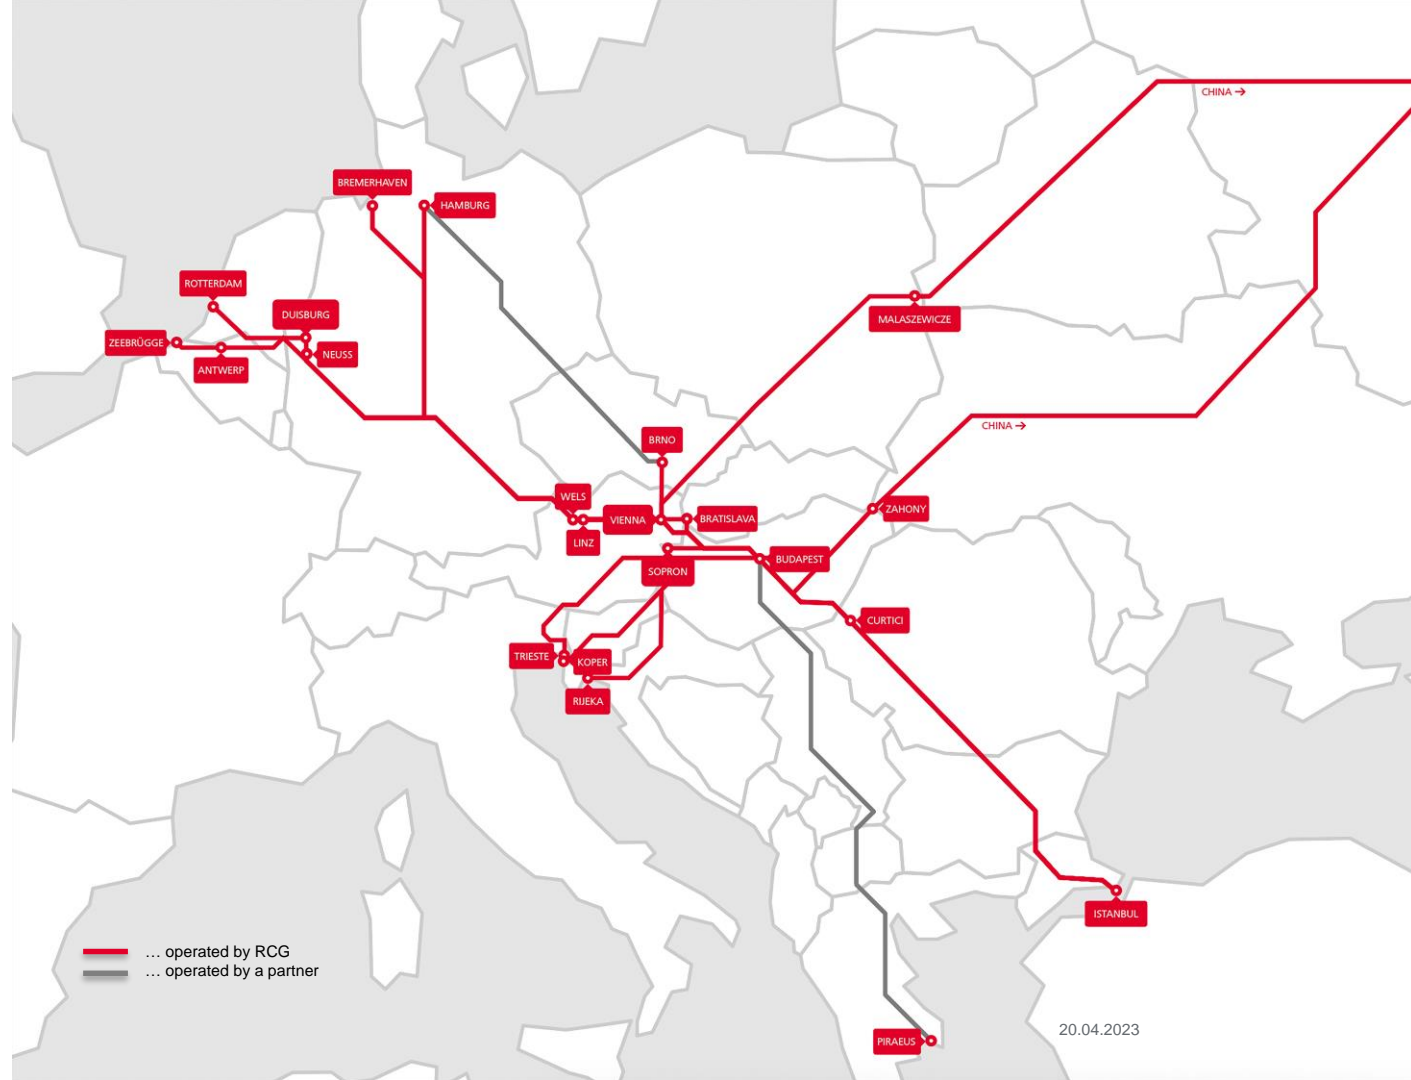 CHINA →
BREMERHAVEN
HAMBURG
ROTTERDAM
DUISBURG
MALASZEWICZE
ZEEBRÜGGE
NEUSS
ANTWERP
CHINA →
BRNO
WELS
ZAHONY
VIENNA
BRATISLAVA
LINZ
BUDAPEST
SOPRON
CURTICI
TRIESTE
KOPER
RIJEKA
ISTANBUL
... operated by RCG
... operated by a partner
20.04.2023
PIRAEUS